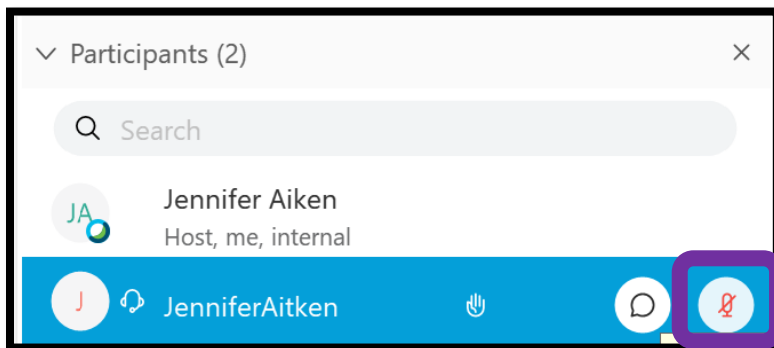 Participants (2)
Search
JA
Jennifer Aiken
Host, me, internal
J
JenniferAitken